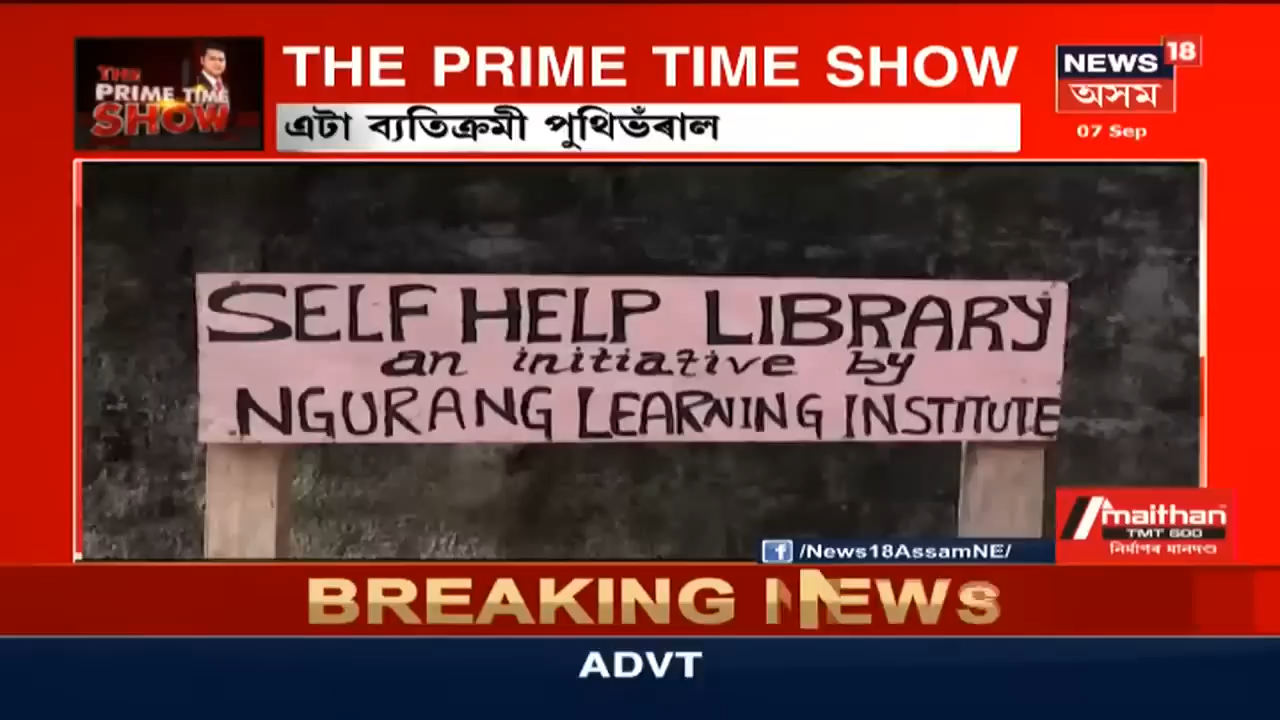 THE PRIME TIME SHOW
THE PRIME TIME SHOW
এটা ব্যতিক্ৰমী পুথিভঁৰাল
NEWS 18
অসম
07 Sep
SELF HELP LIBRARY
an initiative by
NGURANG LEARNING INSTITUTE
/News18AssamNE/
maithan
TMT 600
নিৰ্মাণৰ মানদণ্ড
BREAKING NEWS
ADVT